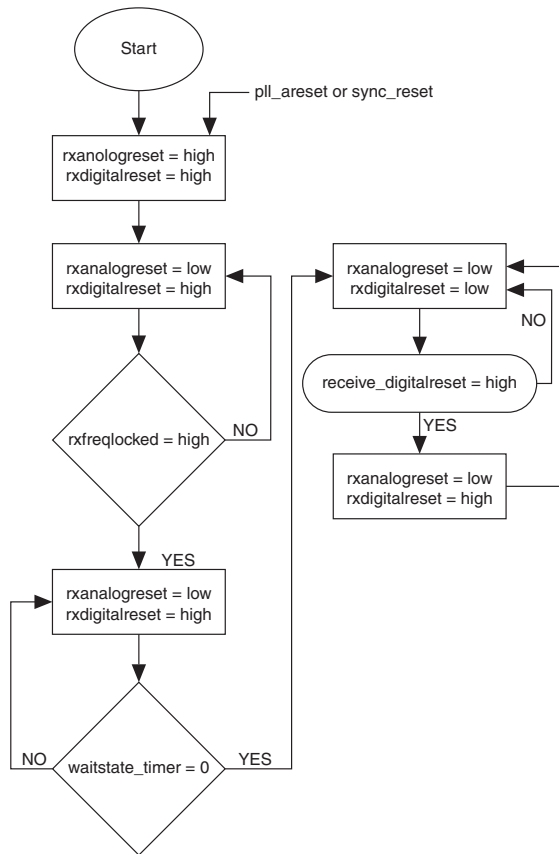 Start
pll_areset or sync_reset
rxanologreset = high
rxdigitalreset = high
rxanalogreset = low
rxdigitalreset = high
rxfreqlocked = high
NO
YES
rxanalogreset = low
rxdigitalreset = high
NO
waitstate_timer = 0
YES
rxanalogreset = low
rxdigitalreset = low
NO
receive_digitalreset = high
YES
rxanalogreset = low
rxdigitalreset = high